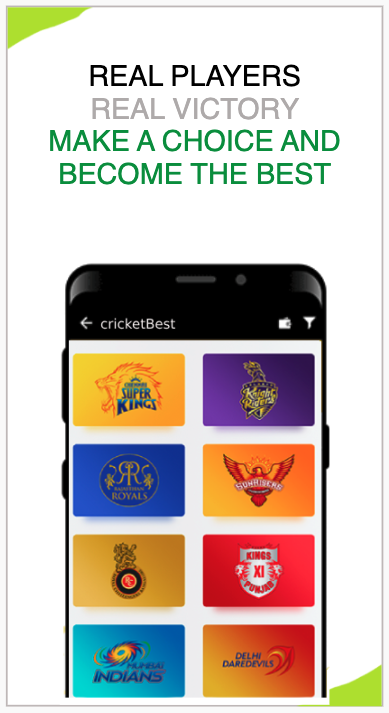 REAL PLAYERS
REAL VICTORY
MAKE A CHOICE AND
BECOME THE BEST
cricketBest
CHENNAI
SUPER
KINGS
Knight
Riders
RR
RAJASTHAN
ROYALS
SUNRISERS
KINGS
XI
PUNJAB
MUMBAI
INDIANS
DELHI
DAREDEVILS